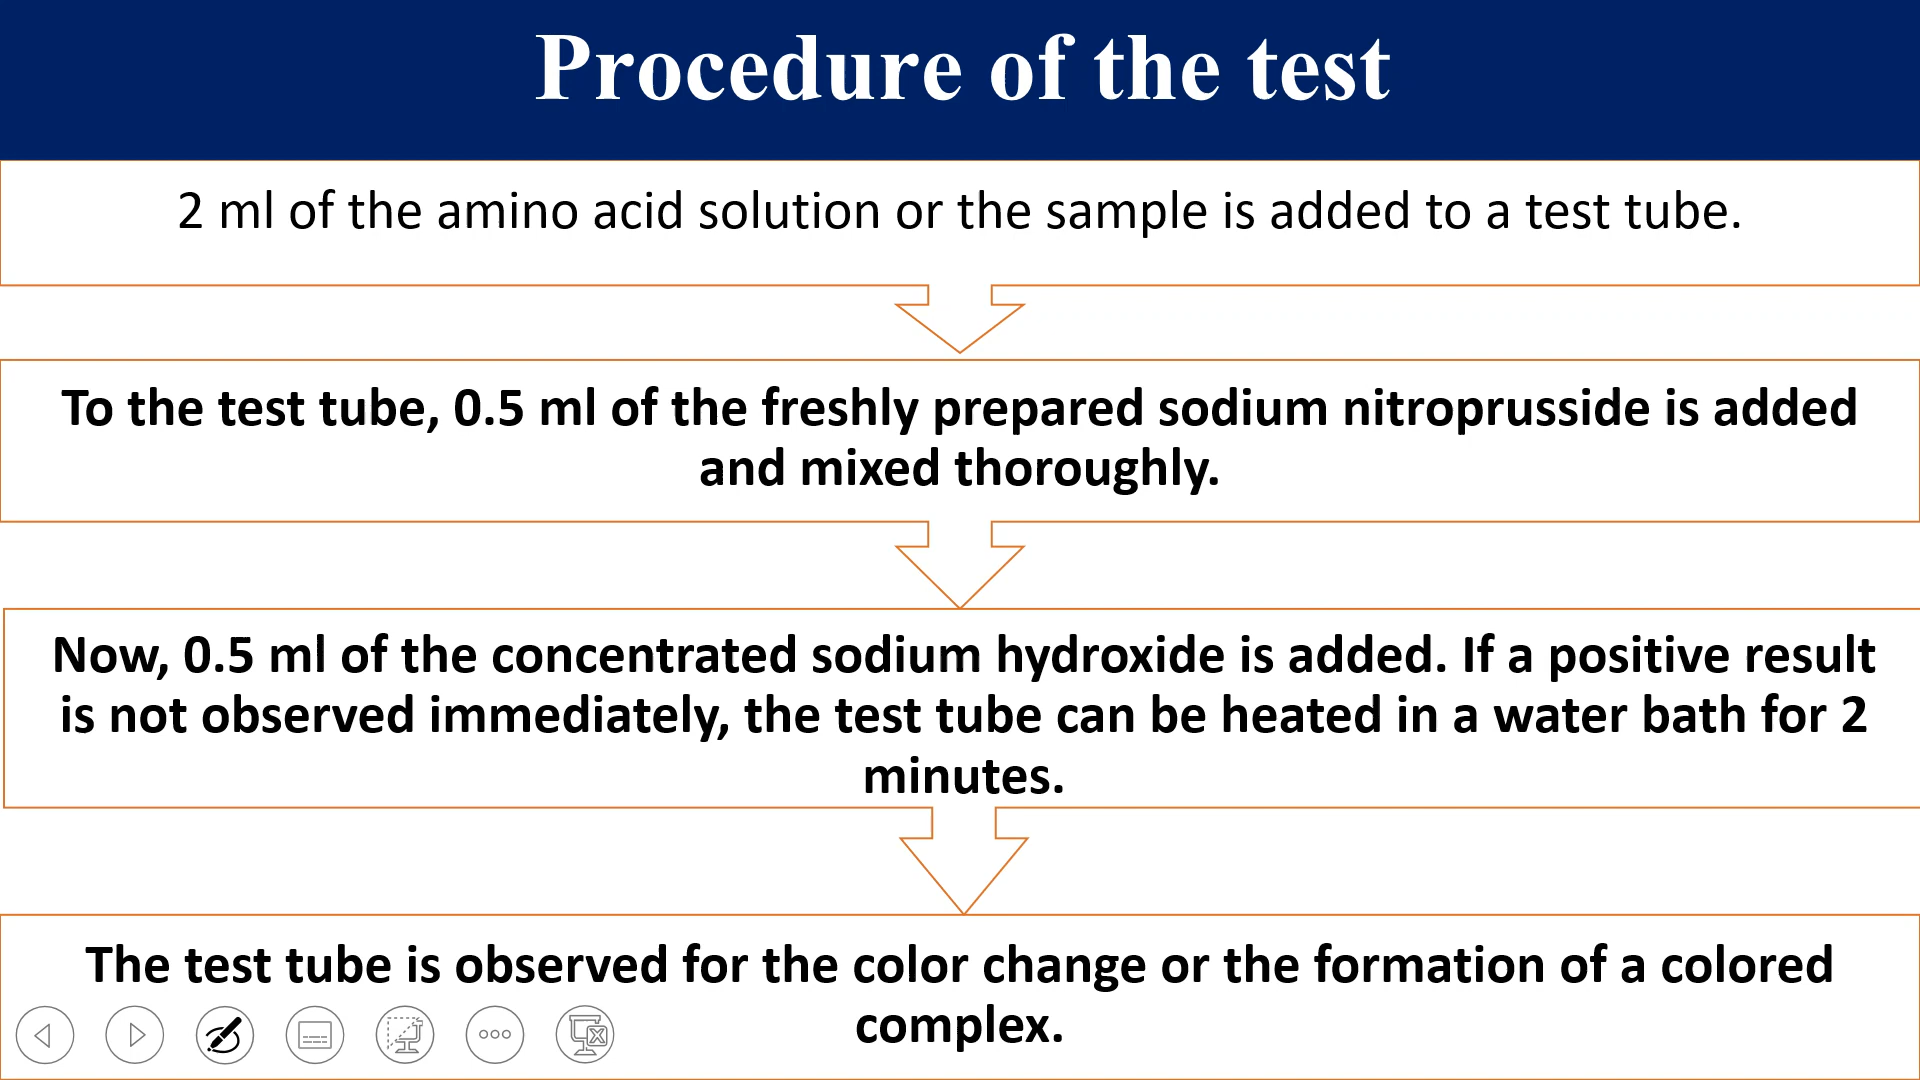 Procedure of the test
2 ml of the amino acid solution or the sample is added to a test tube.
To the test tube, 0.5 ml of the freshly prepared sodium nitroprusside is added
and mixed thoroughly.
Now, 0.5 ml of the concentrated sodium hydroxide is added. If a positive result
is not observed immediately, the test tube can be heated in a water bath for 2
minutes.
The test tube is observed for the color change or the formation of a colored
complex.